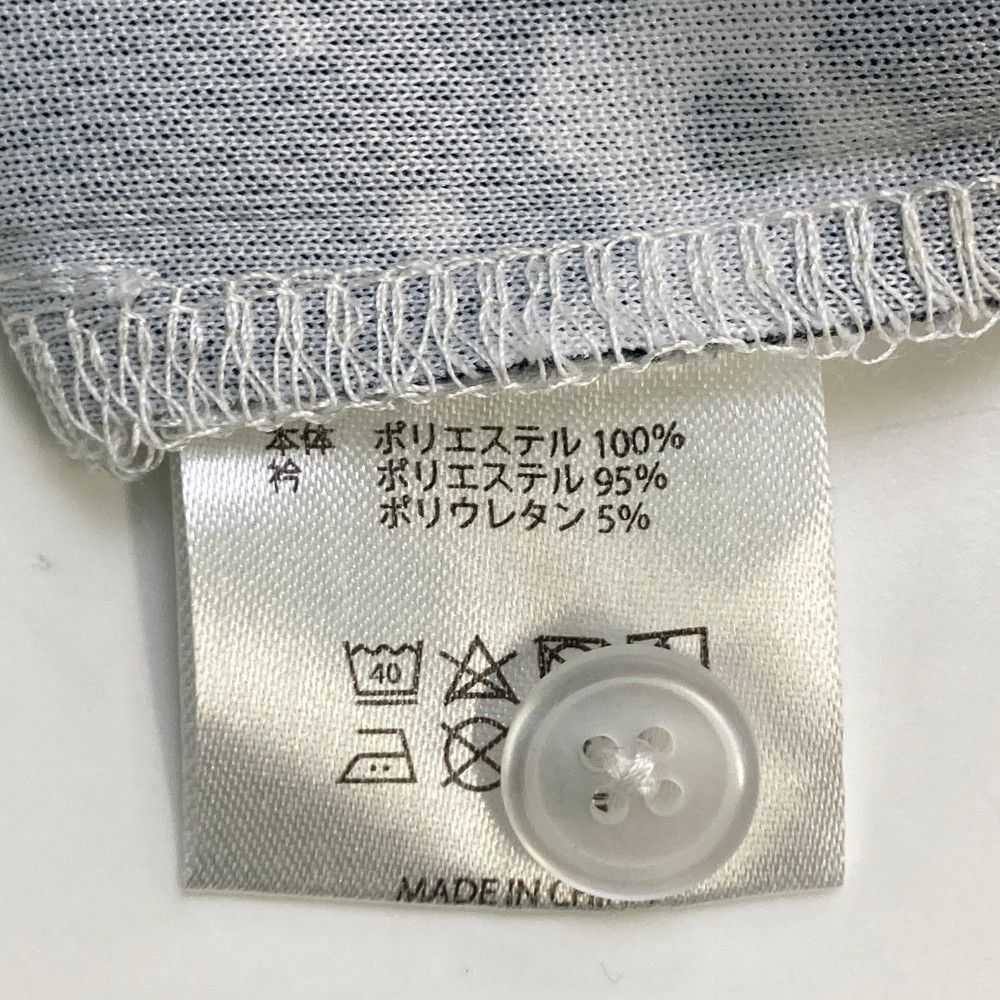 本体 ポリエステル 100%
衿 ポリエステル 95%
ポリウレタン 5%
40
MADE IN